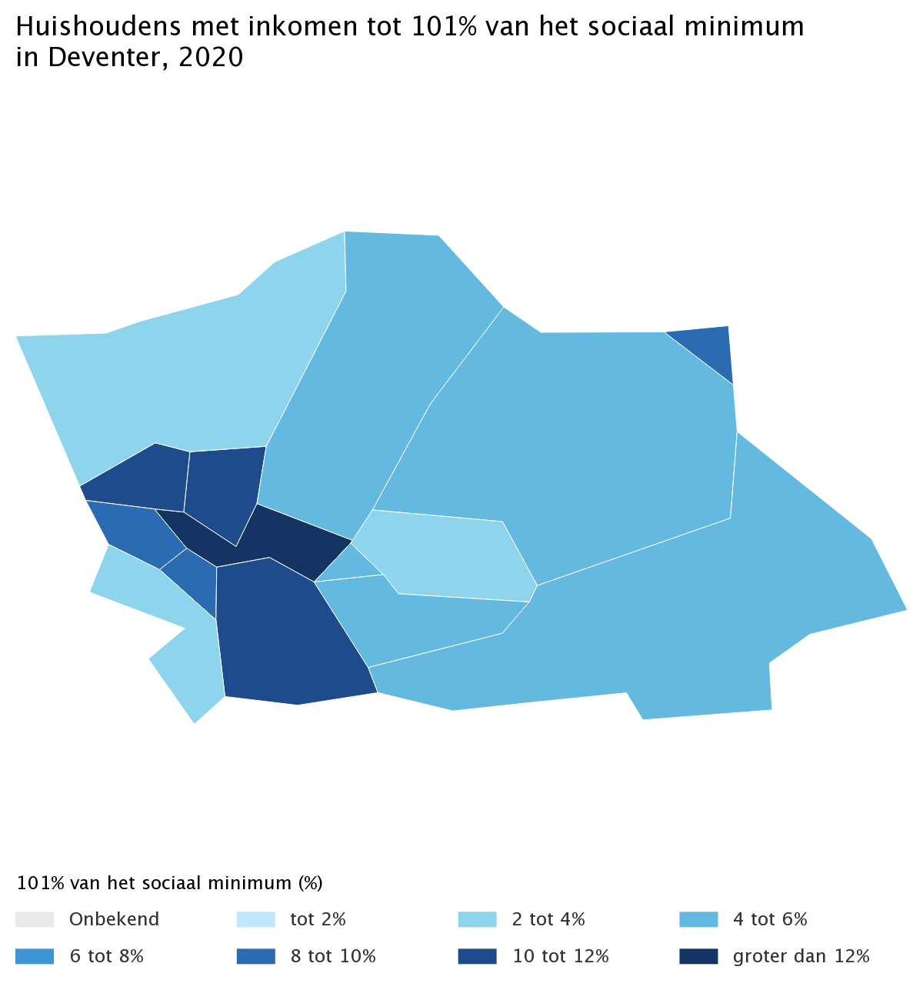 Huishoudens met inkomen tot 101% van het sociaal minimum
in Deventer, 2020
101% van het sociaal minimum (%)
Onbekend
tot 2%
2 tot 4%
4 tot 6%
6 tot 8%
8 tot 10%
10 tot 12%
groter dan 12%